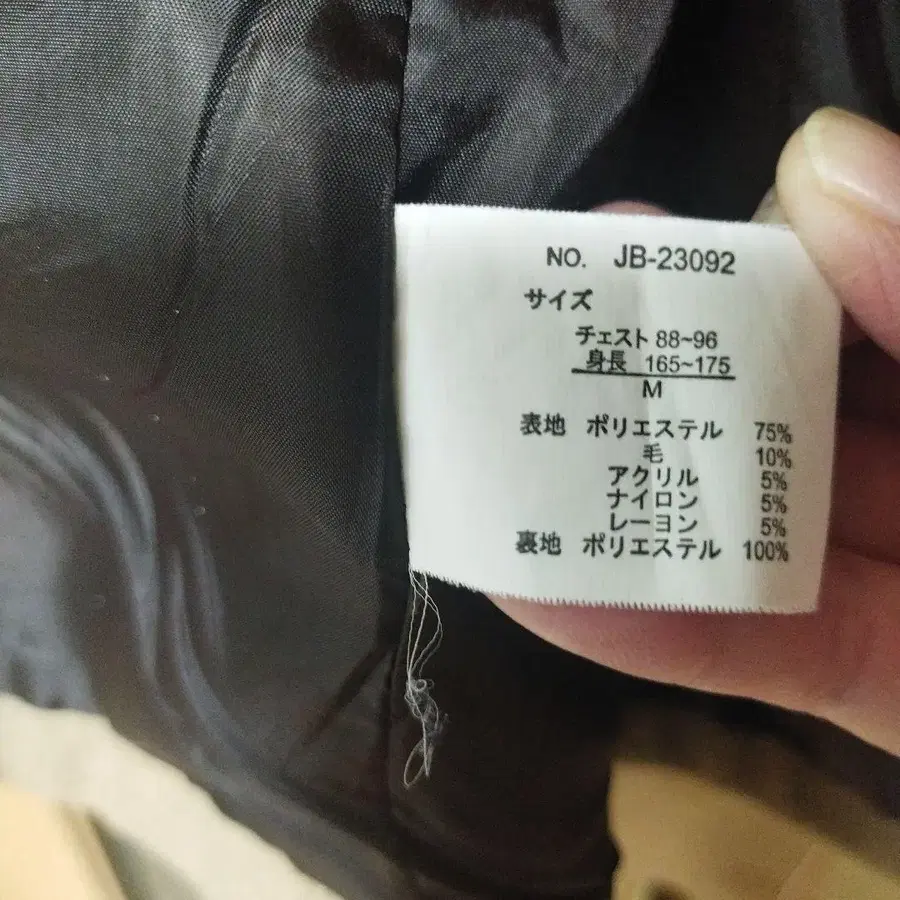 NO. JB-23092
サイズ
チェスト 88~96
身長 165~175
M
表地 ポリエステル 75%
毛 10%
アクリル 5%
ナイロン 5%
レーヨン 5%
裏地 ポリエステル 100%